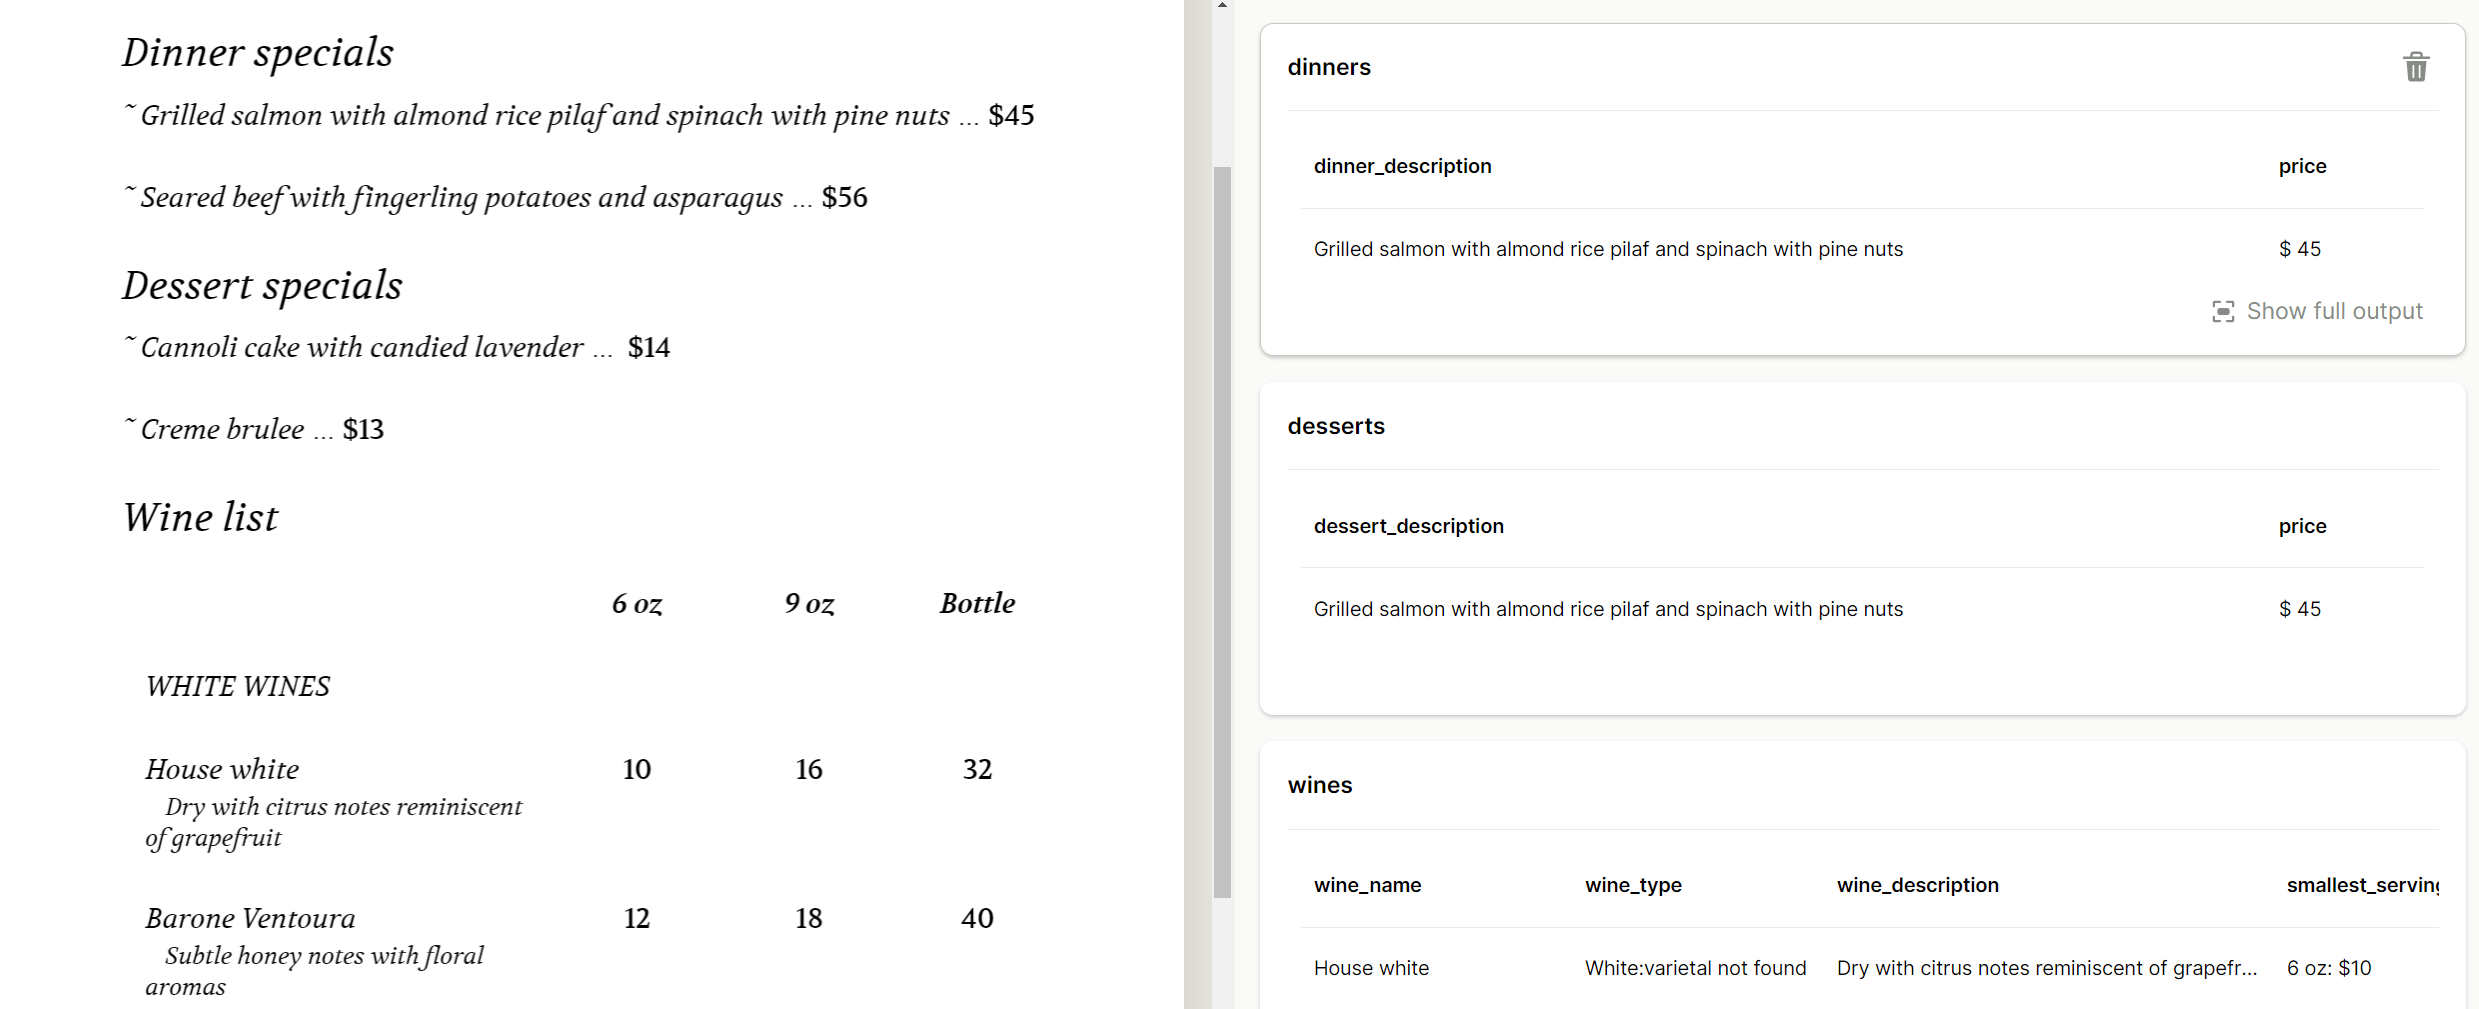 Dinner specials
~ Grilled salmon with almond rice pilaf and spinach with pine nuts ... $45
~ Seared beef with fingerling potatoes and asparagus ... $56
Dessert specials
~ Cannoli cake with candied lavender ... $14
~ Creme brulee ... $13
Wine list
6 oz 9 oz Bottle
WHITE WINES
House white 10 16 32
Dry with citrus notes reminiscent
of grapefruit
Barone Ventoura 12 18 40
Subtle honey notes with floral
aromas
dinners
dinner_description price
Grilled salmon with almond rice pilaf and spinach with pine nuts $ 45
Show full output
desserts
dessert_description price
Grilled salmon with almond rice pilaf and spinach with pine nuts $ 45
wines
wine_name wine_type wine_description smallest_serving
House white White:varietal not found Dry with citrus notes reminiscent of grapefr... 6 oz: $10